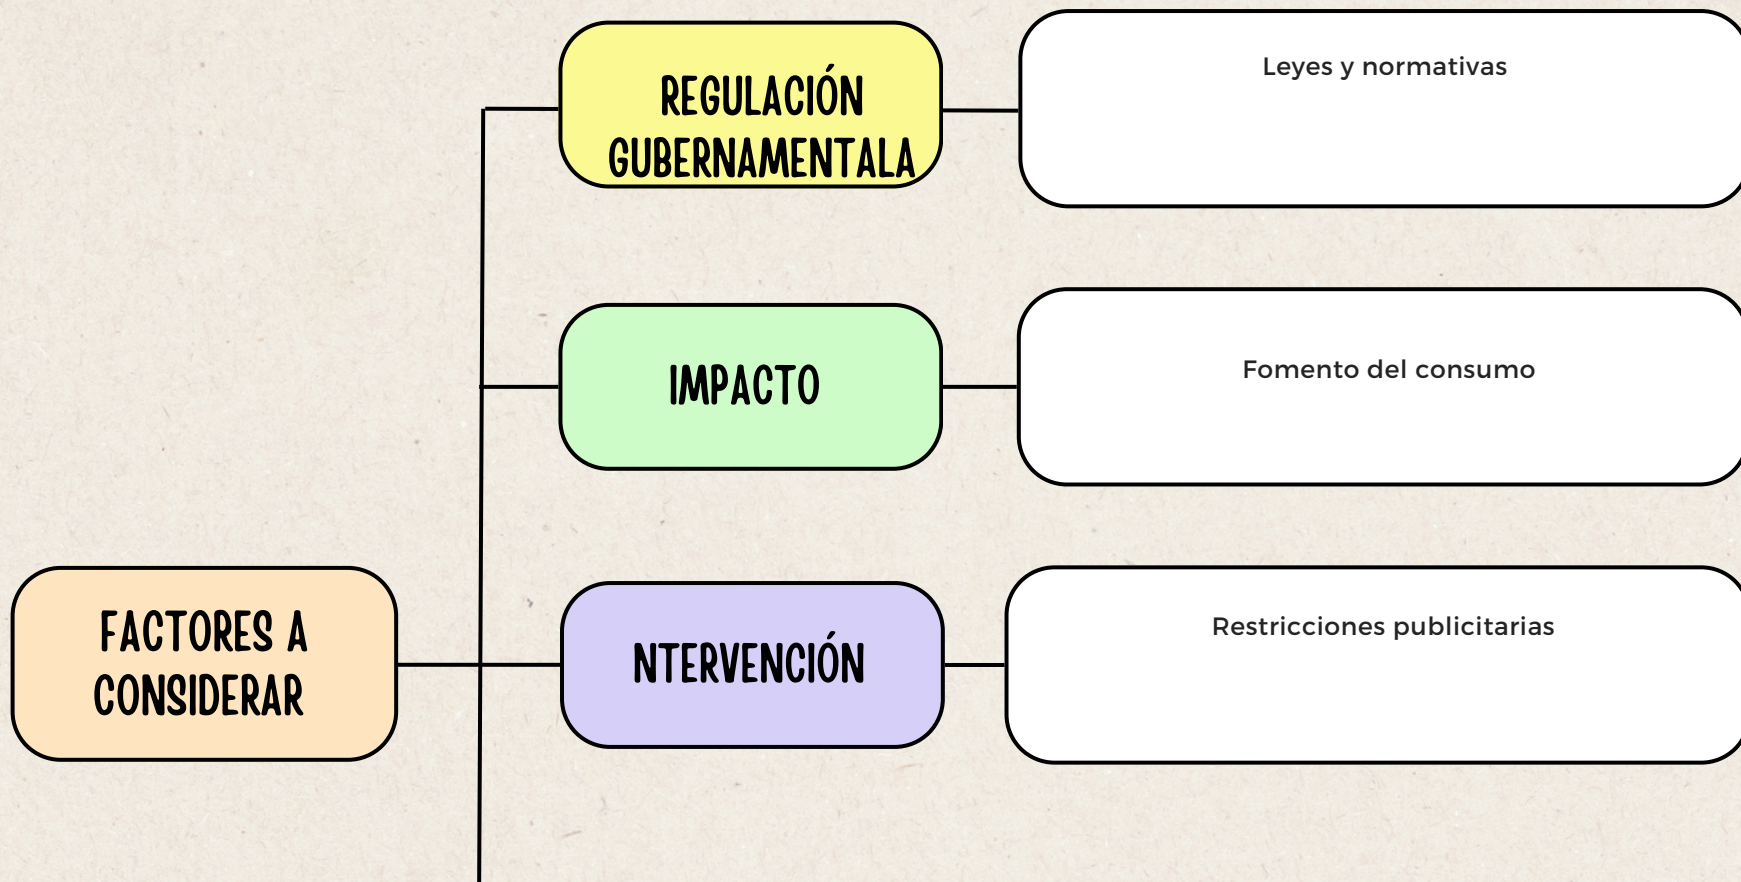 REGULACIÓN
GUBERNAMENTALA
Leyes y normativas
IMPACTO
Fomento del consumo
FACTORES A
CONSIDERAR
NTERVENCIÓN
Restricciones publicitarias